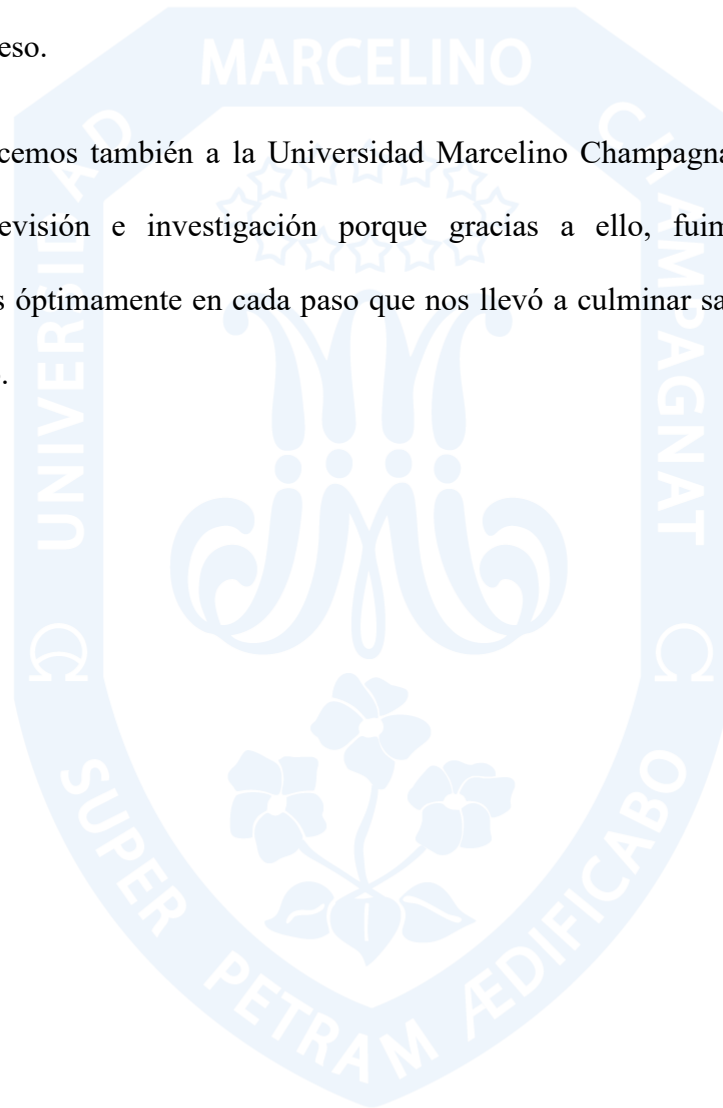 eso.
MARCELINO
cemos también a la Universidad Marcelino Champagna
evisión e investigación porque gracias a ello, fuim
s óptimamente en cada paso que nos llevó a culminar sa
.
UNIVERSIDAD
CHAMPAGNAT
SUPER PETRAM ÆDIFICABO